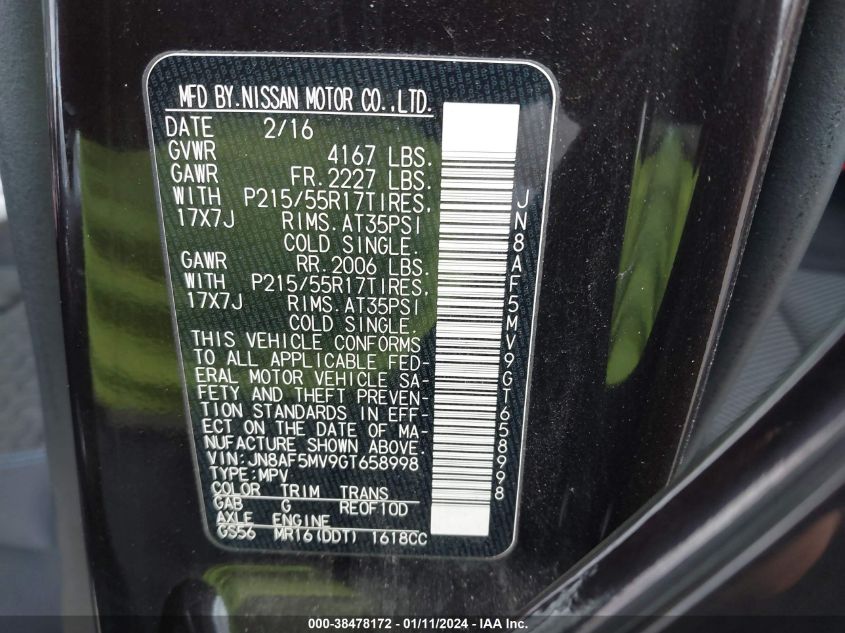 MFD BY.NISSAN MOTOR CO.,LTD.
DATE 2/16
GVWR 4167 LBS.
GAWR FR. 2227 LBS.
WITH P215/55R17TIRES,
17X7J RIMS. AT35PSI
COLD SINGLE.
GAWR RR. 2006 LBS.
WITH P215/55R17TIRES,
17X7J RIMS. AT35PSI
COLD SINGLE.
THIS VEHICLE CONFORMS
TO ALL APPLICABLE FED-
ERAL MOTOR VEHICLE SA-
FETY AND THEFT PREVEN-
TION STANDARDS IN EFF-
ECT ON THE DATE OF MA-
NUFACTURE SHOWN ABOVE.
VIN: JN8AF5MV9GT658998
TYPE: MPV
COLOR TRIM TRANS
GAB G REOF10D
AXLE ENGINE
GS56 MR16(DDT) 1618CC
JN8AF5MV9GT658998
000-38478172 - 01/11/2024 - IAA Inc.